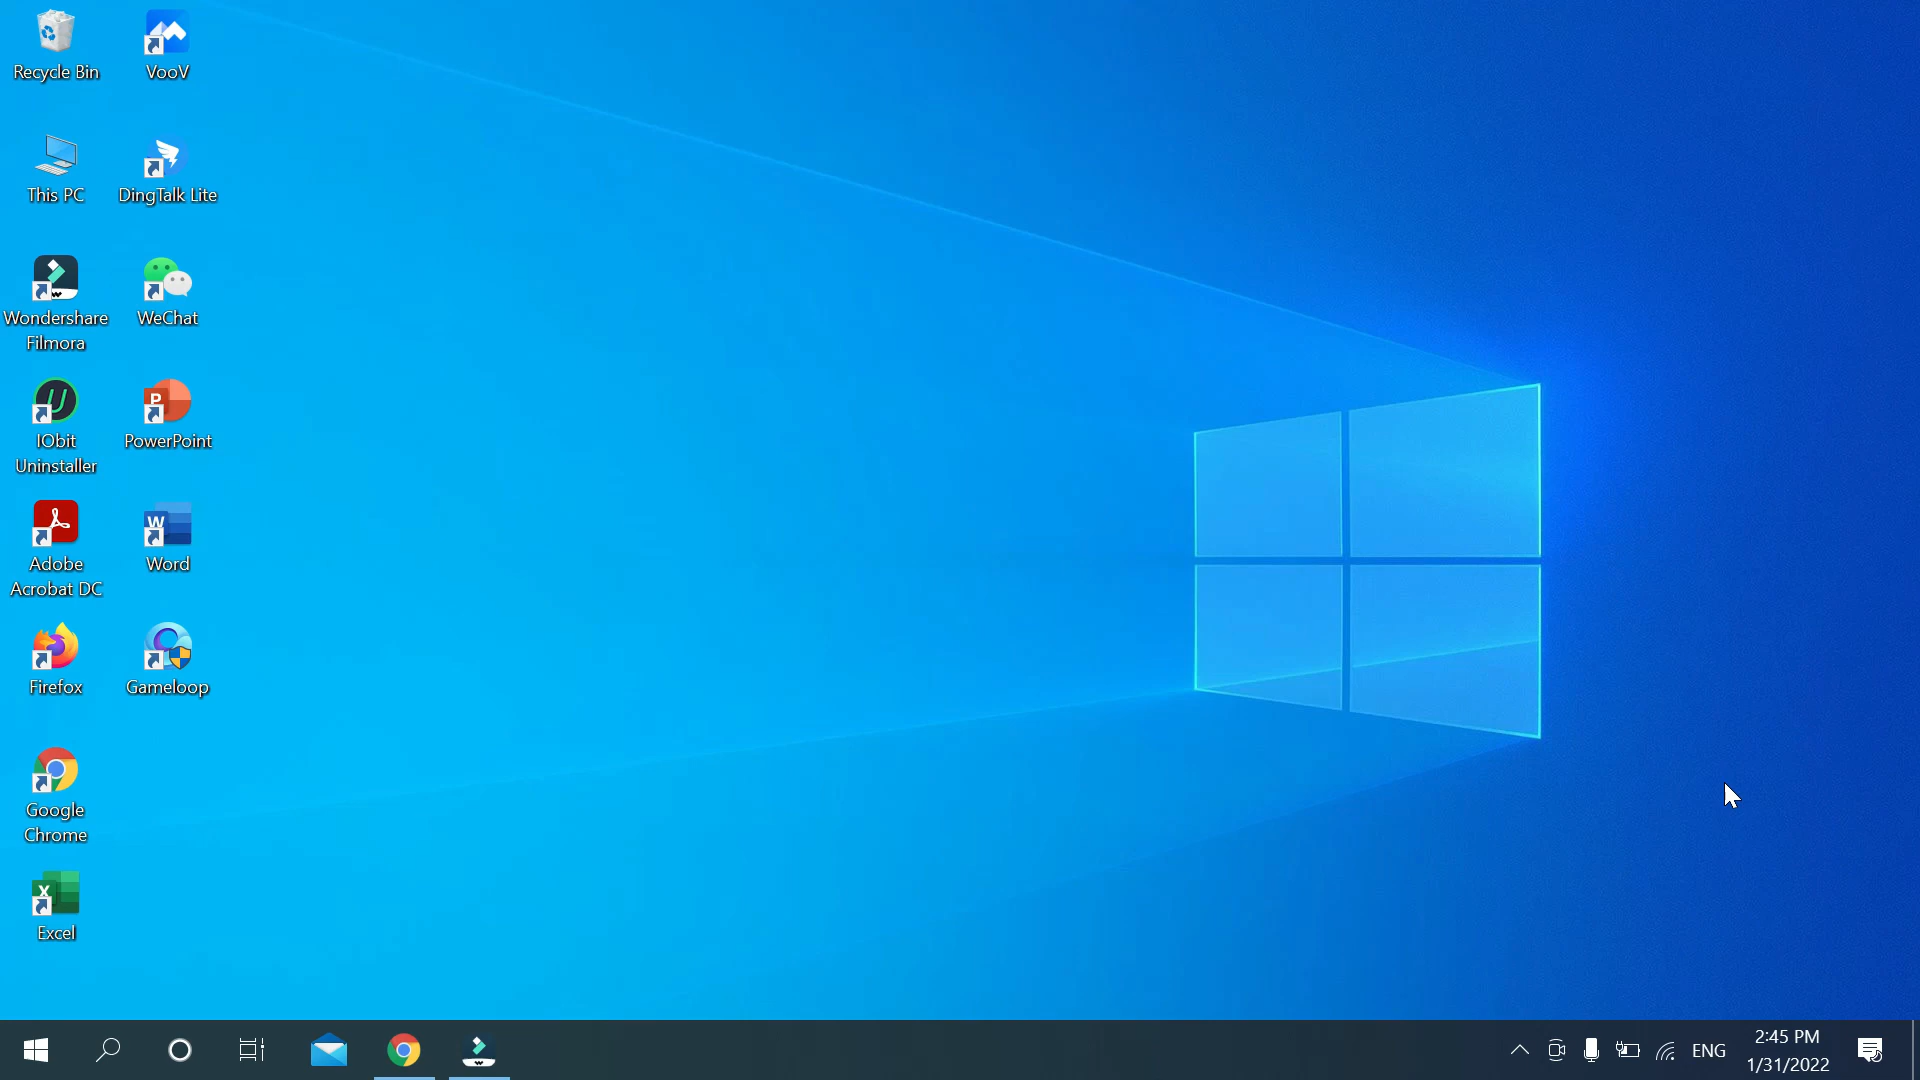 Recycle Bin
VooV
This PC
DingTalk Lite
Wondershare
Filmora
WeChat
IObit
Uninstaller
PowerPoint
Adobe
Acrobat DC
Word
Firefox
Gameloop
Google
Chrome
Excel
ENG
2:45 PM
1/31/2022